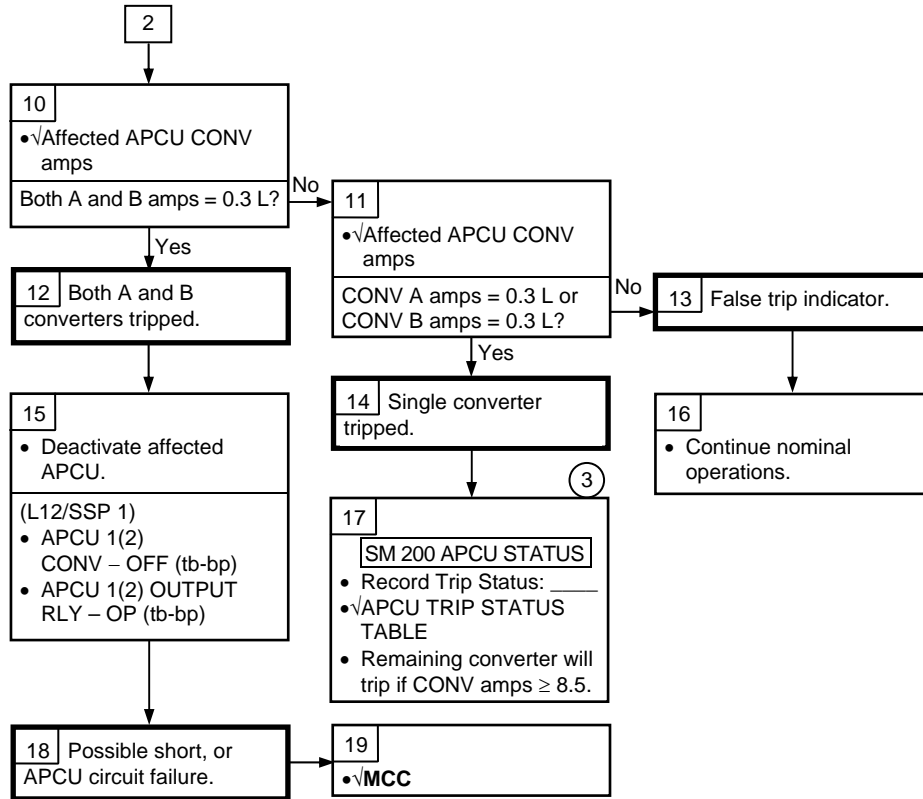 2
10
•√Affected APCU CONV
amps
Both A and B amps = 0.3 L?
No
Yes
11
•√Affected APCU CONV
amps
CONV A amps = 0.3 L or
CONV B amps = 0.3 L?
No
Yes
12 Both A and B
converters tripped.
13 False trip indicator.
14 Single converter
tripped.
15
• Deactivate affected
APCU.
(L12/SSP 1)
• APCU 1(2)
CONV – OFF (tb-bp)
• APCU 1(2) OUTPUT
RLY – OP (tb-bp)
16
• Continue nominal
operations.
3
17
SM 200 APCU STATUS
• Record Trip Status: ____
•√APCU TRIP STATUS
TABLE
• Remaining converter will
trip if CONV amps ≥ 8.5.
18 Possible short, or
APCU circuit failure.
19
•√MCC